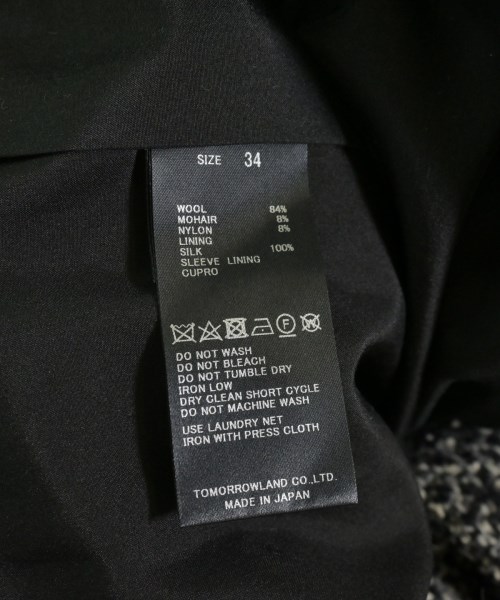 SIZE 34
WOOL 84%
MOHAIR 8%
NYLON 8%
LINING
SILK 100%
SLEEVE LINING
CUPRO
DO NOT WASH
DO NOT BLEACH
DO NOT TUMBLE DRY
IRON LOW
DRY CLEAN SHORT CYCLE
DO NOT MACHINE WASH
USE LAUNDRY NET
IRON WITH PRESS CLOTH
TOMORROWLAND CO.,LTD.
MADE IN JAPAN